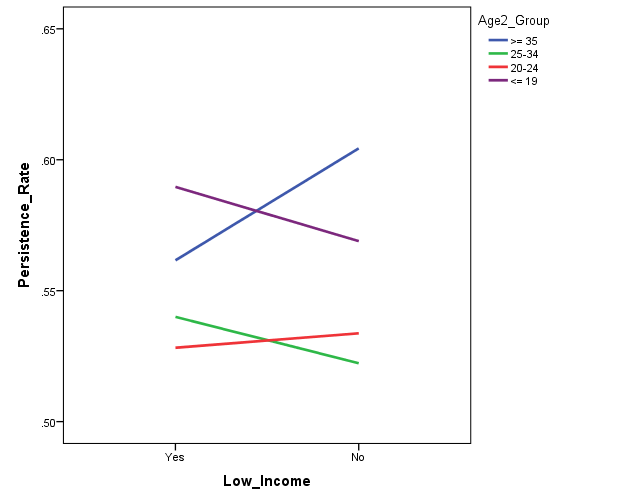 Age2_Group
>= 35
25-34
20-24
<= 19
.65
.60
.55
.50
Persistence_Rate
Yes
No
Low_Income